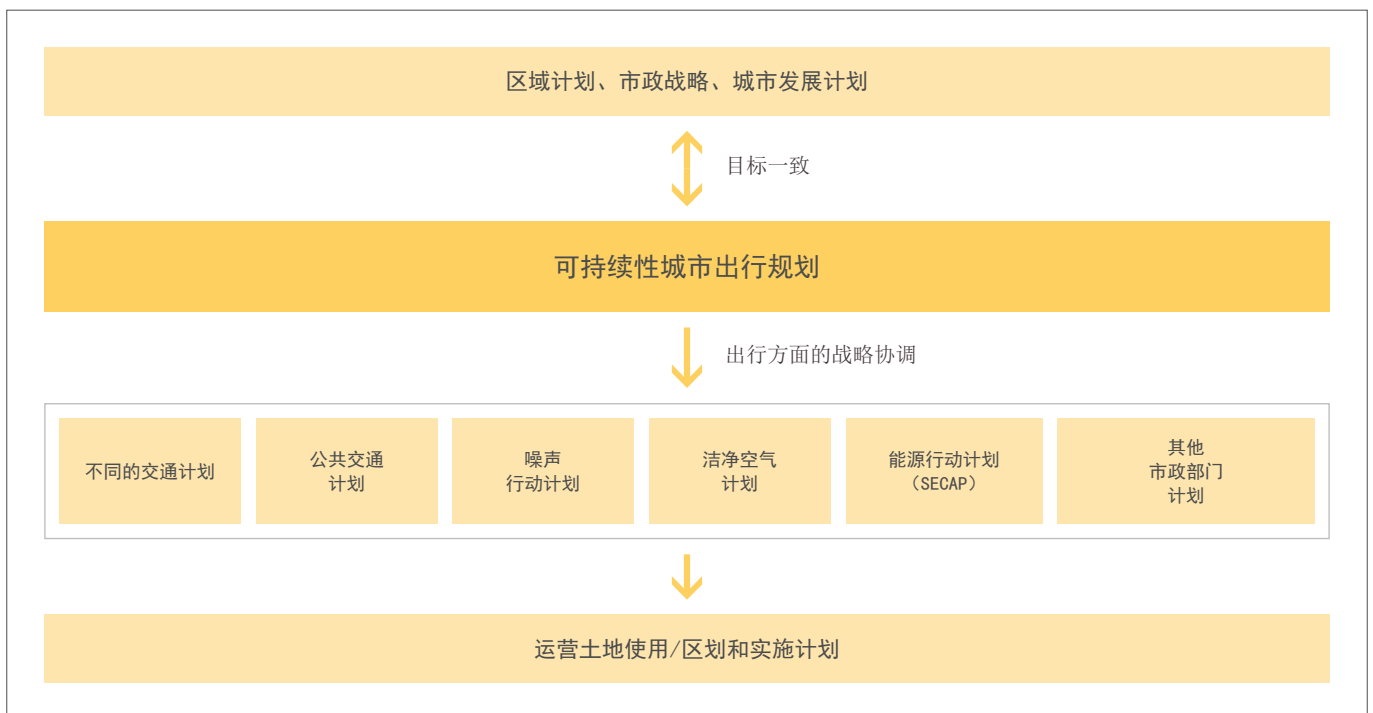 区域计划、市政战略、城市发展计划
目标一致
可持续性城市出行规划
出行方面的战略协调
不同的交通计划
公共交通
计划
噪声
行动计划
洁净空气
计划
能源行动计划
（SECAP）
其他
市政部门
计划
运营土地使用/区划和实施计划